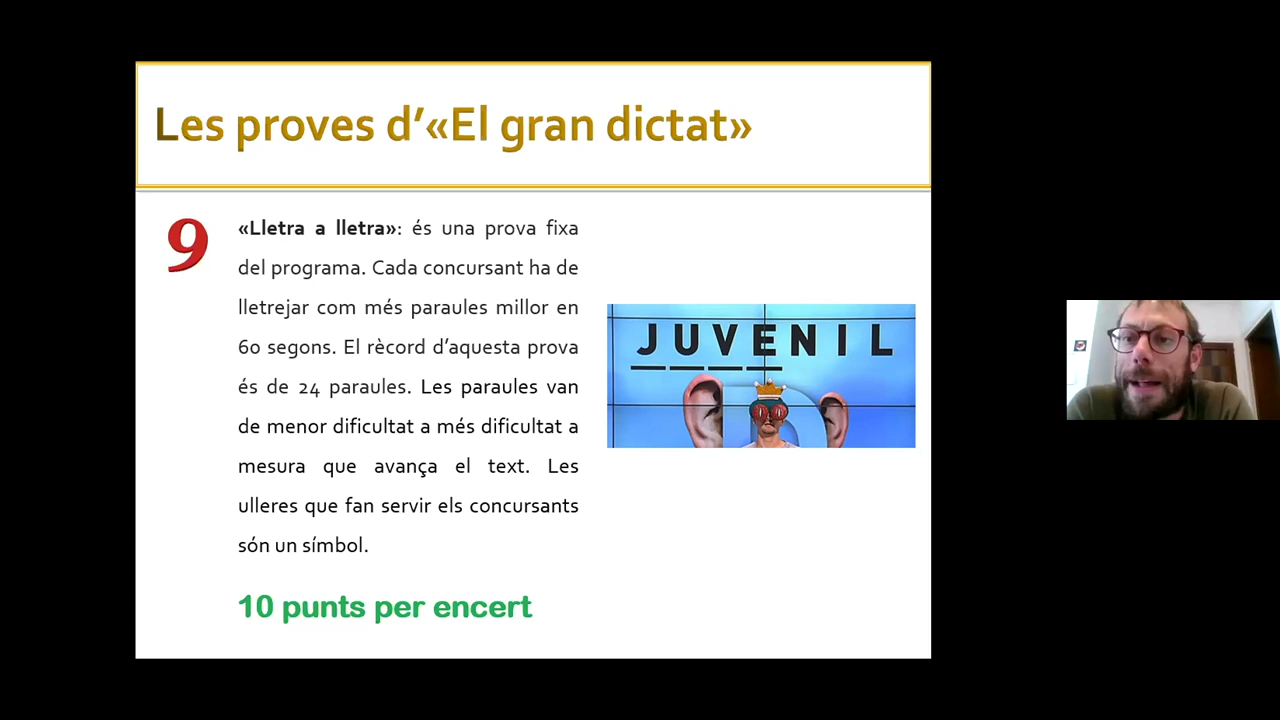 Les proves d’«El gran dictat»
9
«Lletra a lletra»: és una prova fixa
del programa. Cada concursant ha de
lletrejar com més paraules millor en
60 segons. El rècord d’aquesta prova
és de 24 paraules. Les paraules van
de menor dificultat a més dificultat a
mesura que avança el text. Les
ulleres que fan servir els concursants
són un símbol.
10 punts per encert
JUVENIL